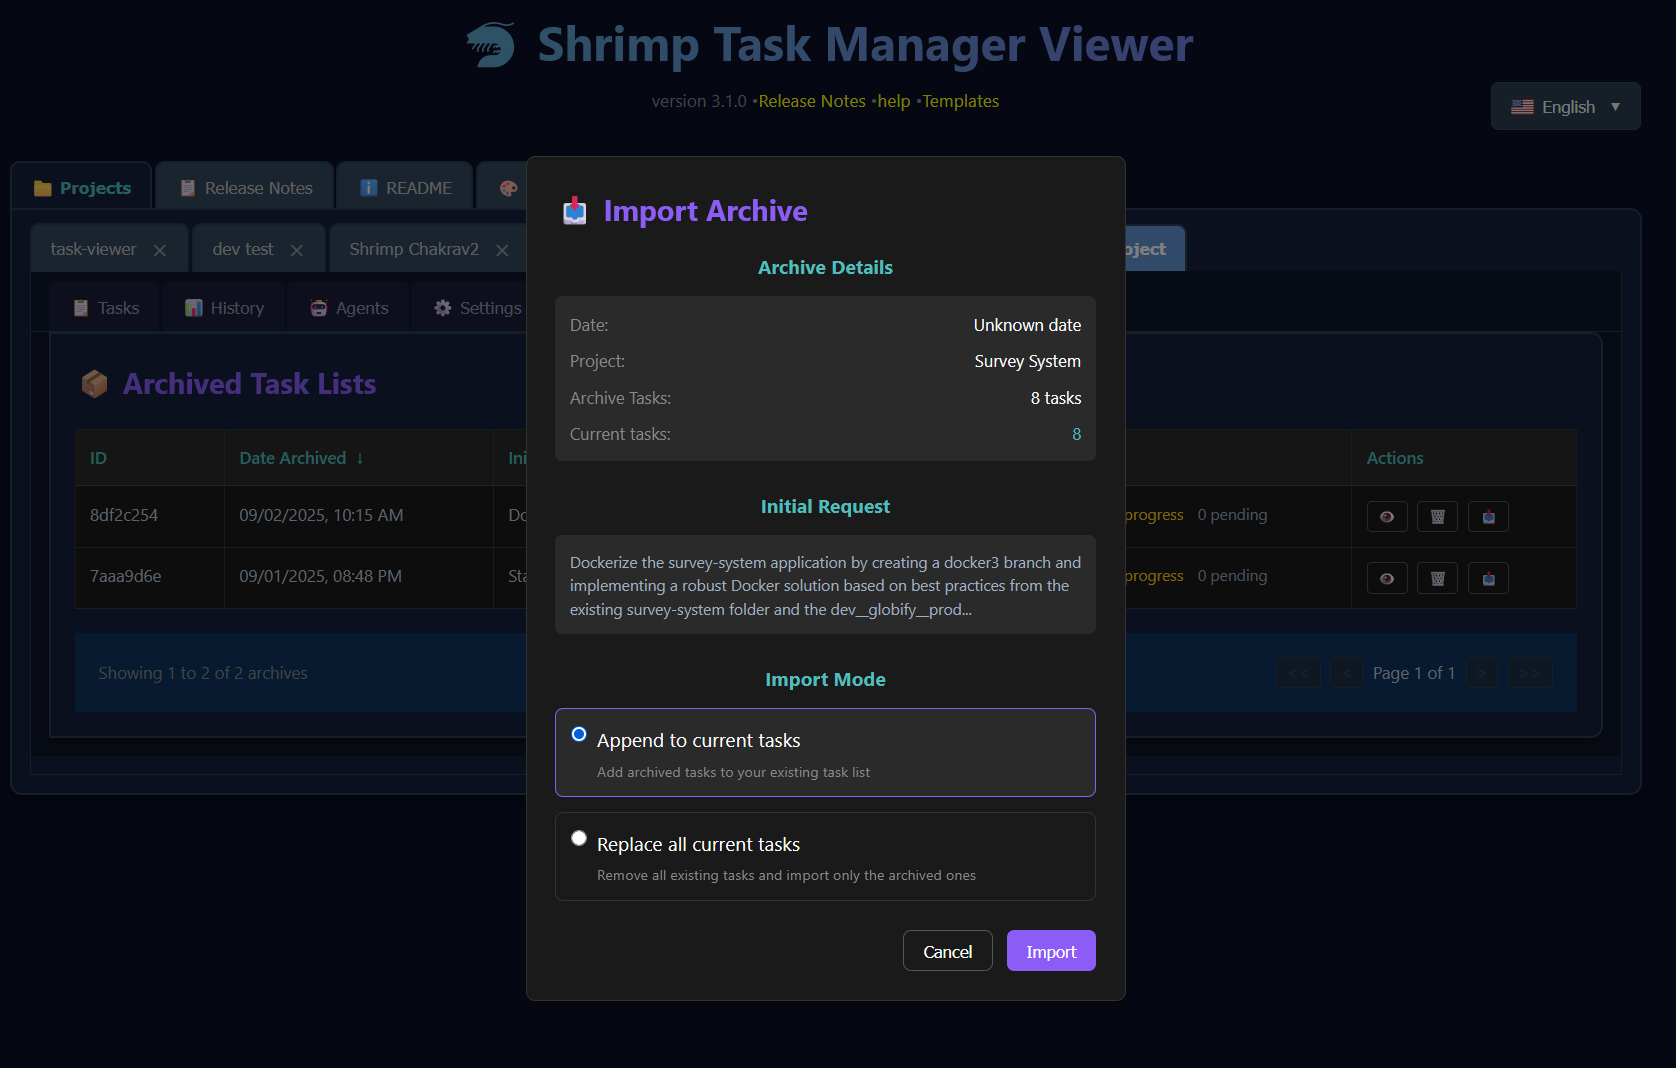 Shrimp Task Manager Viewer
version 3.1.0 •Release Notes •help •Templates
English ▼
Projects
Release Notes
README
task-viewer ×
dev test ×
Shrimp Chakrav2 ×
Tasks
History
Agents
Settings
Archived Task Lists
ID
Date Archived ↓
Actions
8df2c254
09/02/2025, 10:15 AM
progress 0 pending
7aaa9d6e
09/01/2025, 08:48 PM
progress 0 pending
Showing 1 to 2 of 2 archives
<< < Page 1 of 1 > >>
Import Archive
Archive Details
Date: Unknown date
Project: Survey System
Archive Tasks: 8 tasks
Current tasks: 8
Initial Request
Dockerize the survey-system application by creating a docker3 branch and
implementing a robust Docker solution based on best practices from the
existing survey-system folder and the dev__globify__prod...
Import Mode
Append to current tasks
Add archived tasks to your existing task list
Replace all current tasks
Remove all existing tasks and import only the archived ones
Cancel
Import